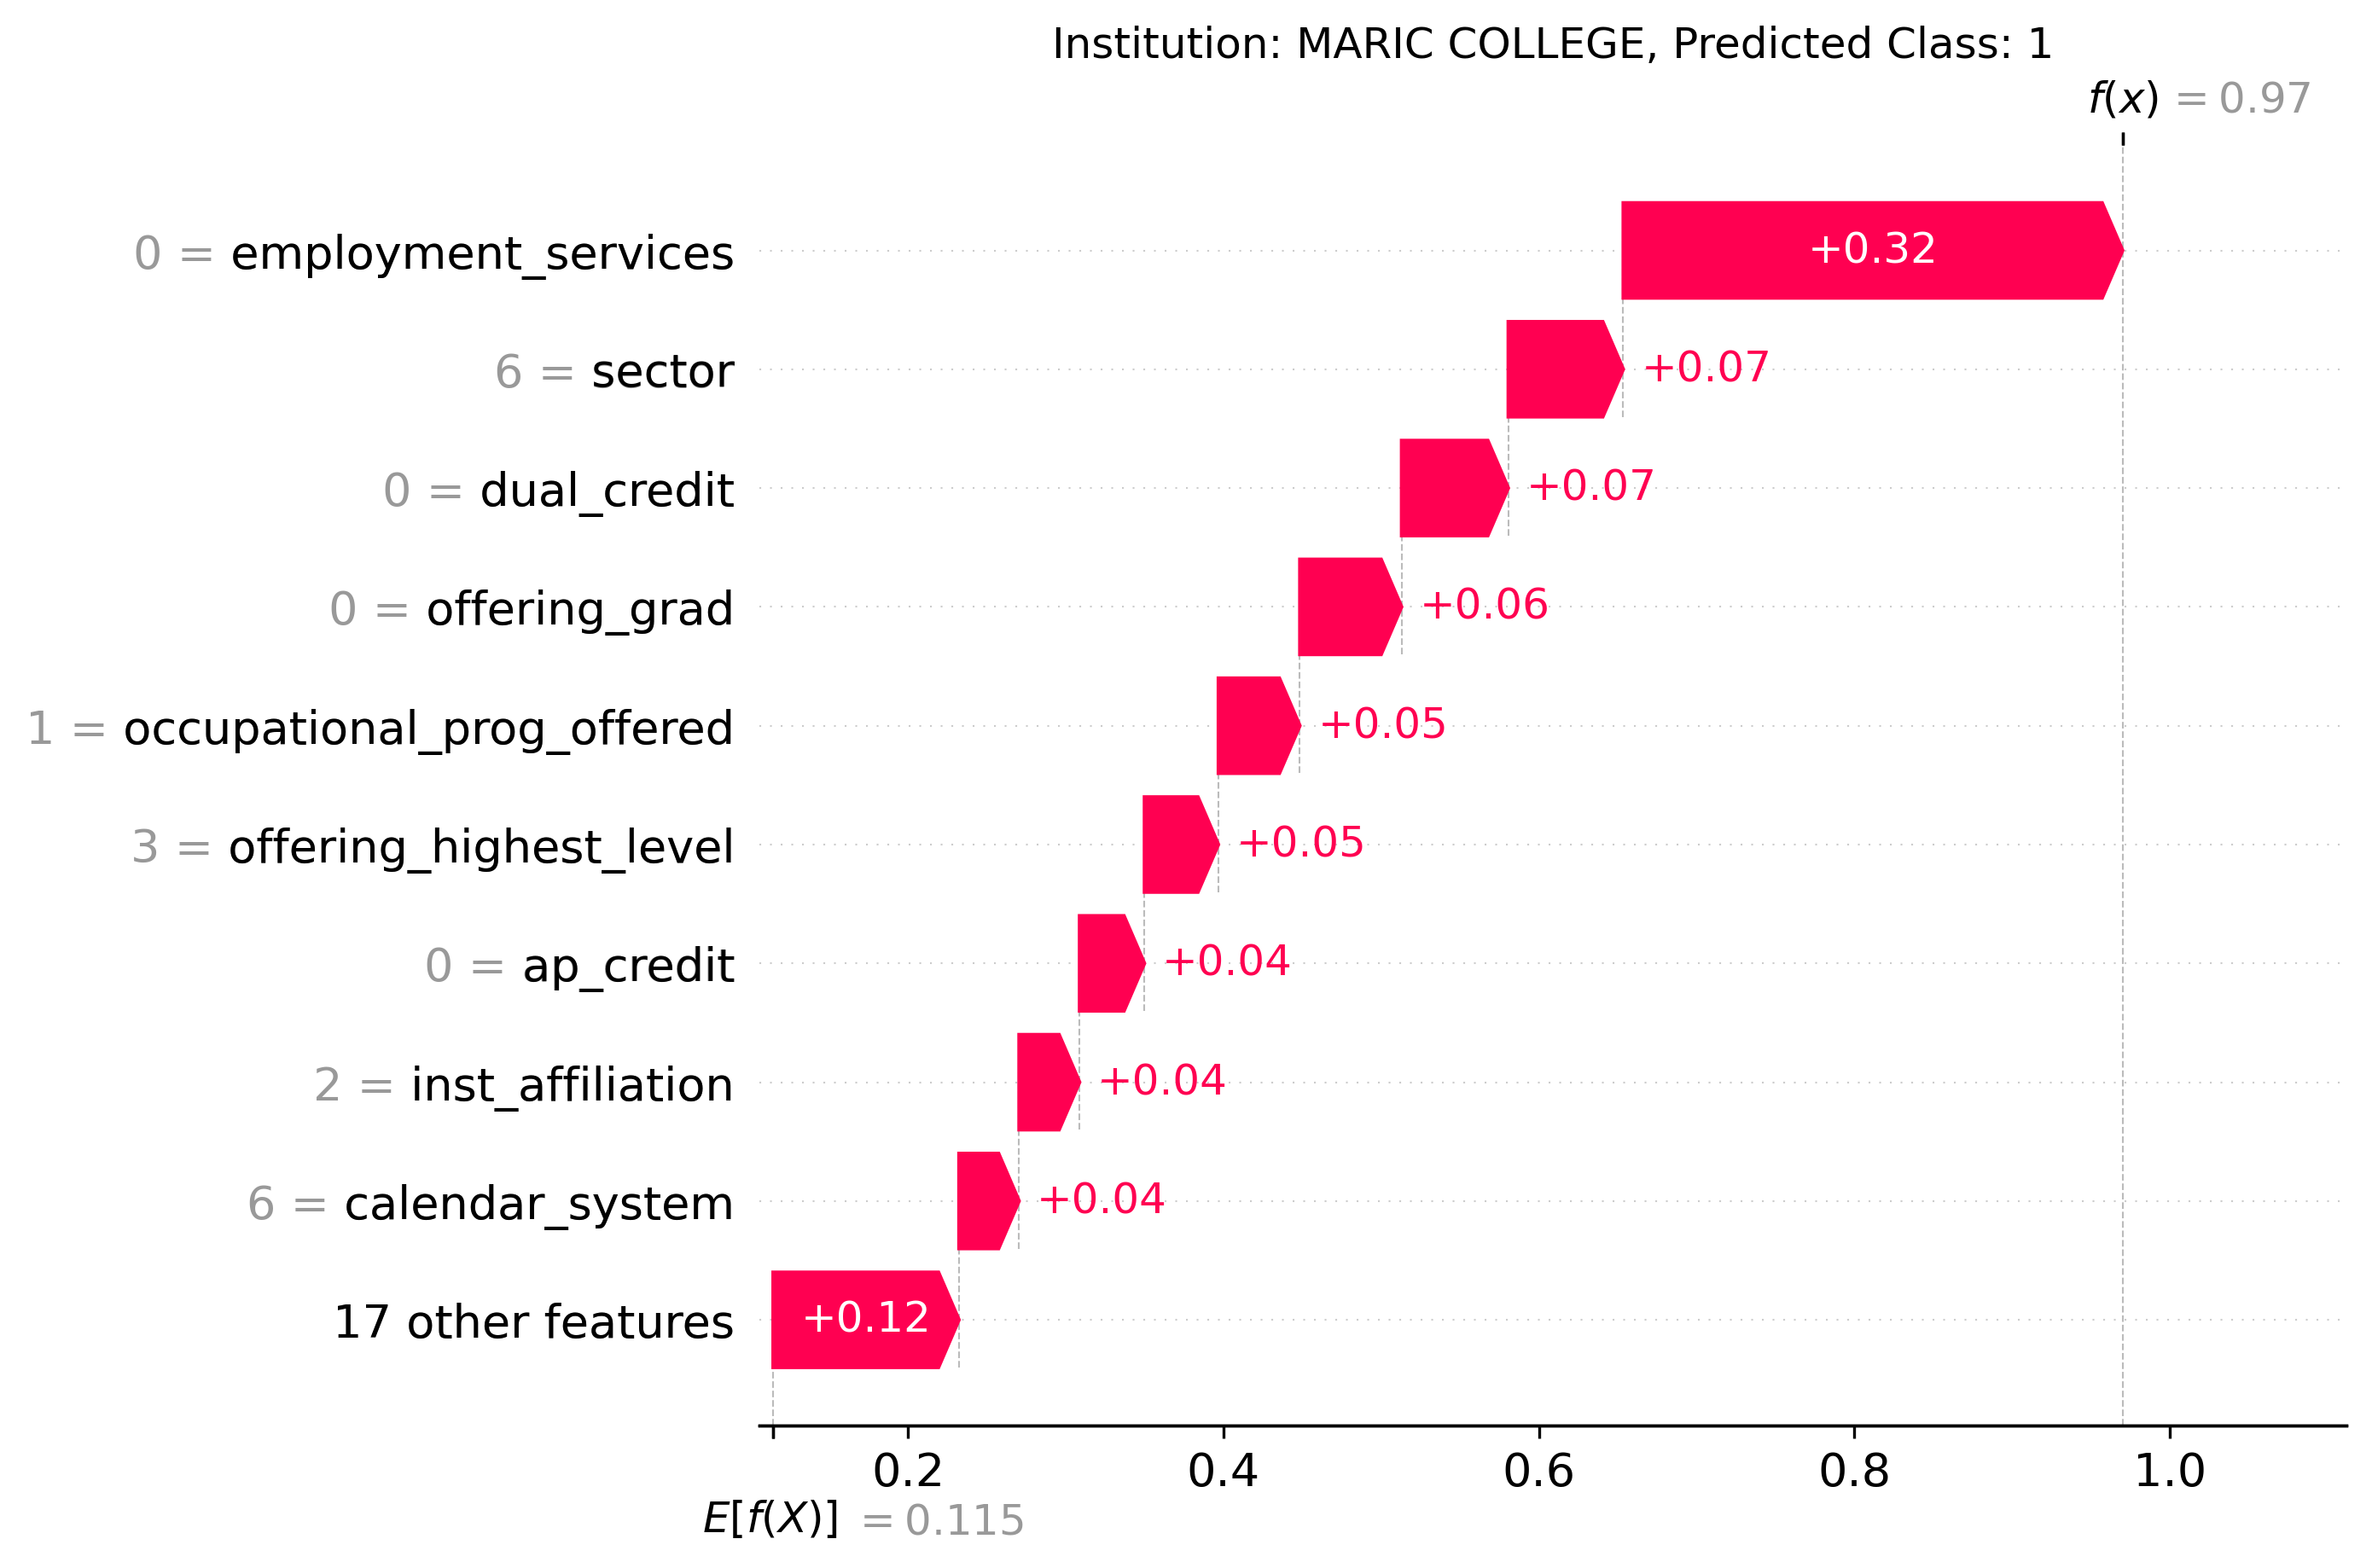 Institution: MARIC COLLEGE, Predicted Class: 1
f(x) = 0.97
0 = employment_services +0.32
6 = sector +0.07
0 = dual_credit +0.07
0 = offering_grad +0.06
1 = occupational_prog_offered +0.05
3 = offering_highest_level +0.05
0 = ap_credit +0.04
2 = inst_affiliation +0.04
6 = calendar_system +0.04
17 other features +0.12
0.2 0.4 0.6 0.8 1.0
E[f(X)] = 0.115